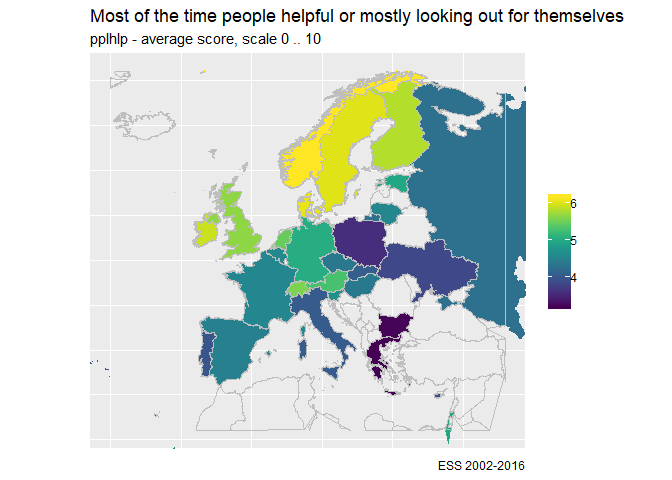 Most of the time people helpful or mostly looking out for themselves
pplhlp - average score, scale 0 .. 10
6
5
4
ESS 2002-2016